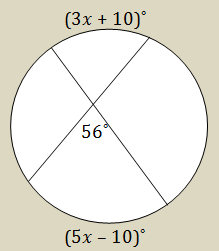 (3x + 10)°
56°
(5x – 10)°